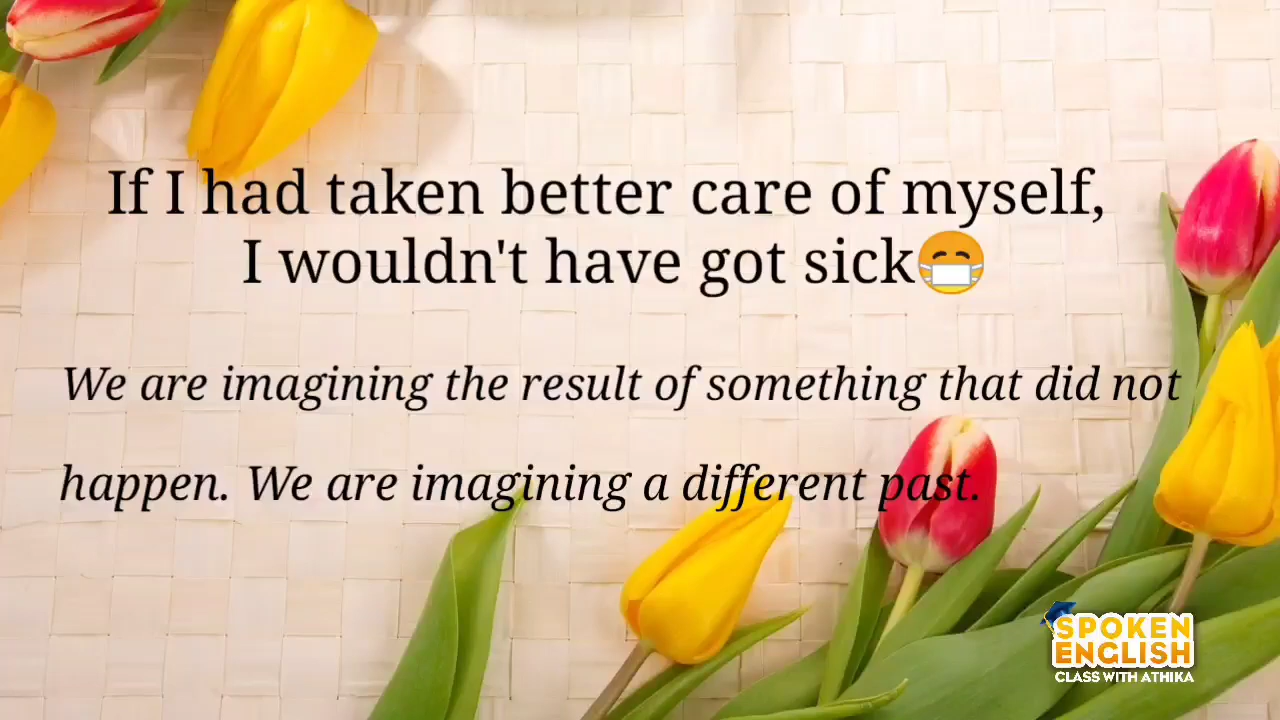 If I had taken better care of myself,
I wouldn't have got sick😷
We are imagining the result of something that did not
happen. We are imagining a different past.
SPOKEN
ENGLISH
CLASS WITH ATHIKA